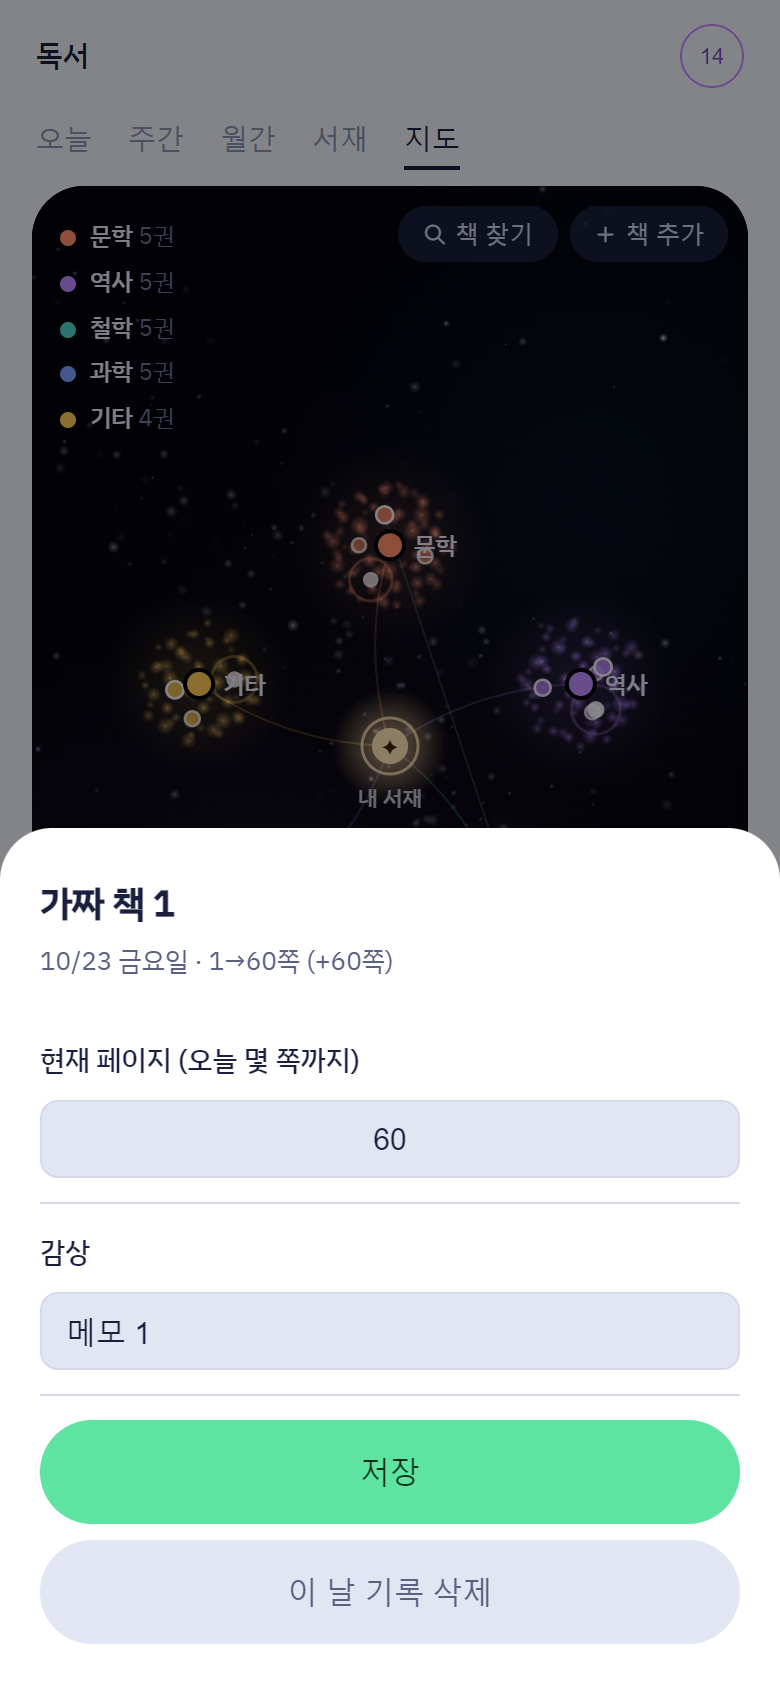 독서
14
오늘 주간 월간 서재 지도
문학 5권
책 찾기
책 추가
역사 5권
철학 5권
과학 5권
기타 4권
문학
기타
역사
내 서재
가짜 책 1
10/23 금요일 · 1→60쪽 (+60쪽)
현재 페이지 (오늘 몇 쪽까지)
60
감상
메모 1
저장
이 날 기록 삭제